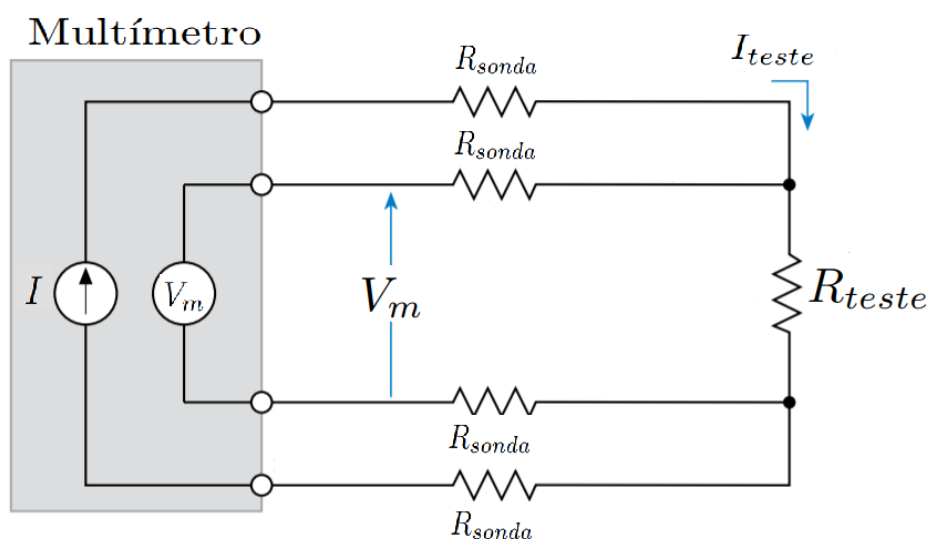 Multímetro
R_sonda
I_teste
R_sonda
I
V_m
V_m
R_teste
R_sonda
R_sonda